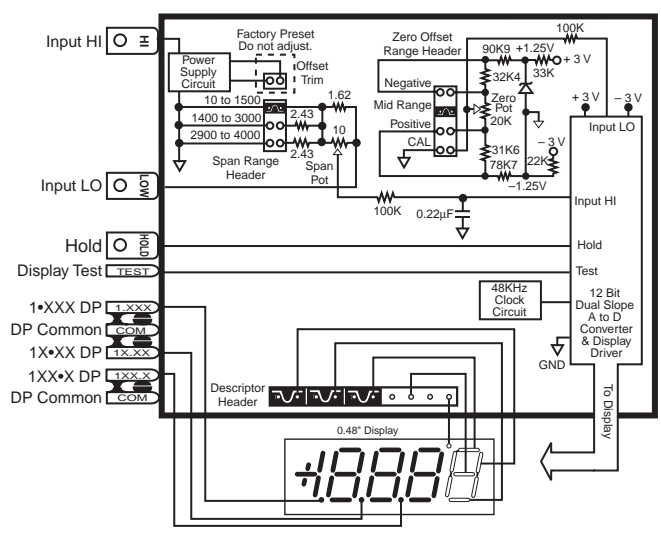 Input HI
HI
Factory Preset
Do not adjust.
Power
Supply
Circuit
Offset
Trim
10 to 1500
1400 to 3000
2900 to 4000
1.62
2.43
10
2.43
Span Range
Header
Span
Pot
Zero Offset
Range Header
100K
90K9
+1.25V
+ 3 V
33K
32K4
Negative
Mid Range
Zero
Pot
20K
Positive
CAL
31K6
78K7
22K
– 3 V
–1.25V
+ 3 V
– 3 V
Input LO
Input LO
LOW
100K
0.22µF
Input HI
Hold
HOLD
Hold
Display Test
TEST
Test
48KHz
Clock
Circuit
12 Bit
Dual Slope
A to D
Converter
& Display
Driver
GND
To Display
1•XXX DP
1.XXX
DP Common
COM
1X•XX DP
1X.XX
1XX•X DP
1XX.X
DP Common
COM
Descriptor
Header
0.48" Display